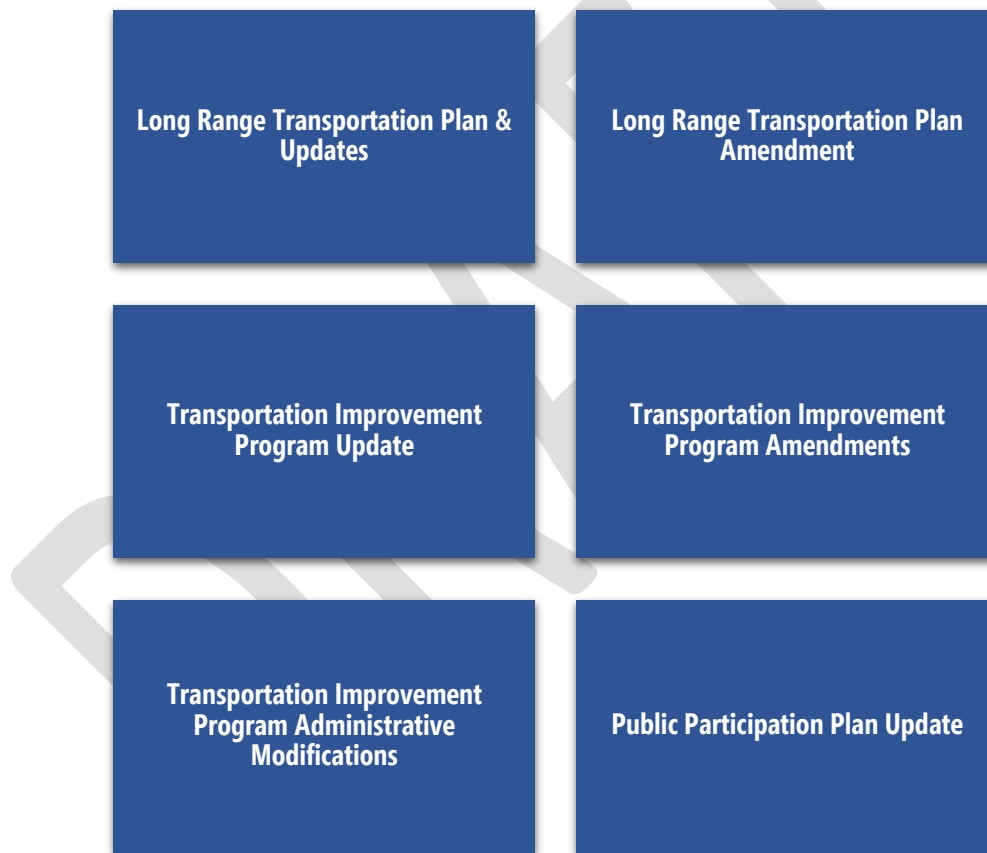 Long Range Transportation Plan &
Updates
Long Range Transportation Plan
Amendment
Transportation Improvement
Program Update
Transportation Improvement
Program Amendments
Transportation Improvement
Program Administrative
Modifications
Public Participation Plan Update